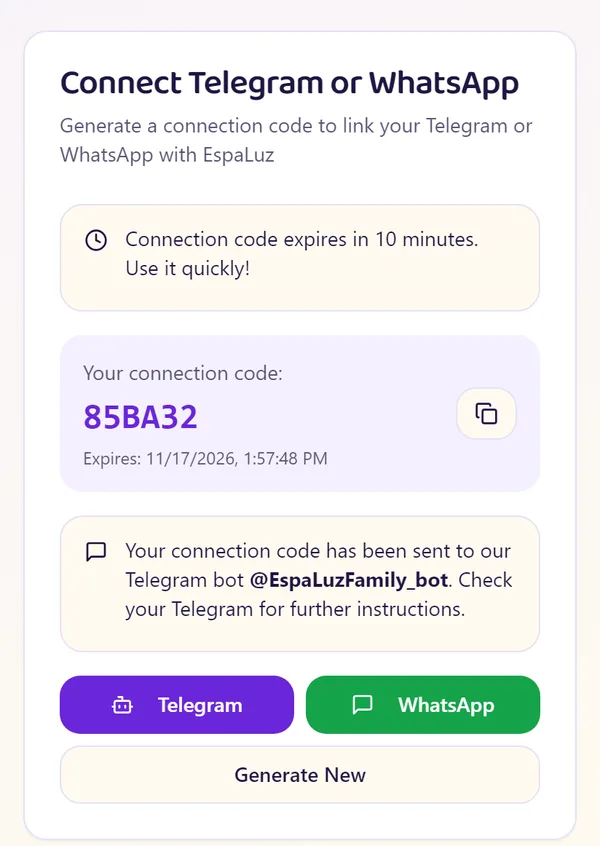 Connect Telegram or WhatsApp
Generate a connection code to link your Telegram or
WhatsApp with EspaLuz
Connection code expires in 10 minutes.
Use it quickly!
Your connection code:
85BA32
Expires: 11/17/2026, 1:57:48 PM
Your connection code has been sent to our
Telegram bot @EspaLuzFamily_bot. Check
your Telegram for further instructions.
Telegram
WhatsApp
Generate New